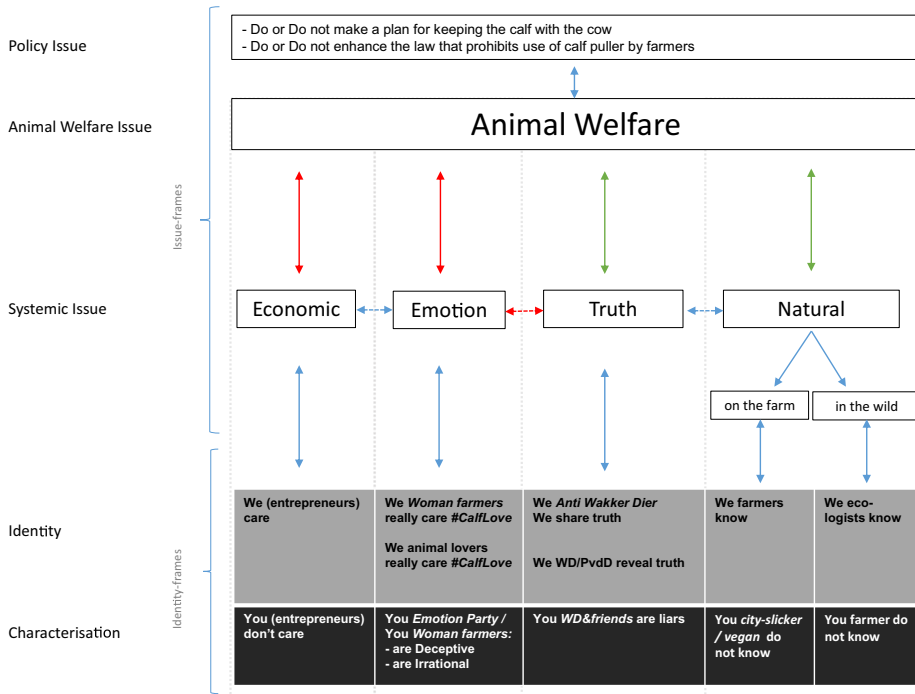 Policy Issue
- Do or Do not make a plan for keeping the calf with the cow
- Do or Do not enhance the law that prohibits use of calf puller by farmers
Animal Welfare Issue
Animal Welfare
Issue-frames
Systemic Issue
Economic
Emotion
Truth
Natural
on the farm
in the wild
Identity
We (entrepreneurs)
care
We Woman farmers
really care #CalfLove
We animal lovers
really care #CalfLove
We Anti Wakker Dier
We share truth
We WD/PvdD reveal truth
We farmers
know
We eco-
logists know
Identity-frames
Characterisation
You (entrepreneurs)
don't care
You Emotion Party /
You Woman farmers:
- are Deceptive
- are Irrational
You WD&friends are liars
You city-slicker
/ vegan do
not know
You farmer do
not know